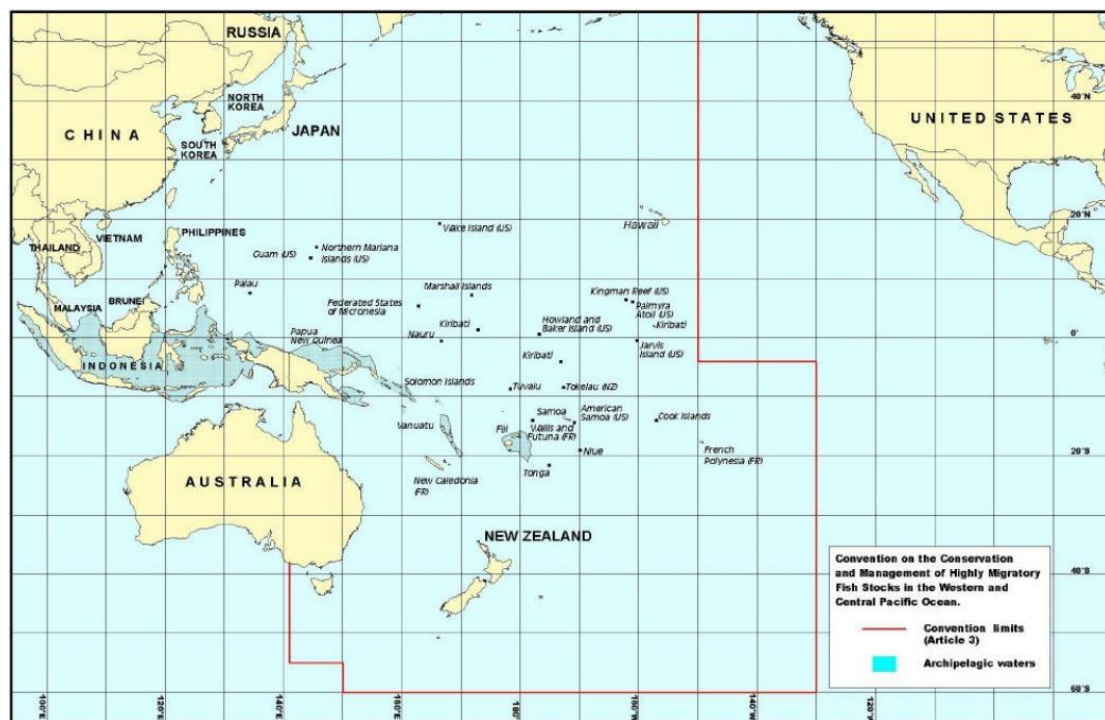 RUSSIA
NORTH
KOREA
CHINA
JAPAN
SOUTH
KOREA
UNITED STATES
40°N
20°N
0°
20°S
40°S
60°S
Hawaii
Wake Island (US)
PHILIPPINES
VIETNAM
THAILAND
Northern Mariana
Islands (US)
Guam (US)
Palau
Marshall Islands
Kingman Reef (US)
BRUNEI
MALAYSIA
Federated States
of Micronesia
Palmyra
Atoll (US)
Howland and
Baker Island (US)
Kiribati
Kiribati
Nauru
Papua
New Guinea
Jarvis
Island (US)
INDONESIA
Kiribati
Solomon Islands
Tuvalu
Tokelau (NZ)
Samoa
American
Samoa (US)
Cook Islands
Vanuatu
Fiji
Wallis and
Futuna (FR)
Niue
French
Polynesia (FR)
Tonga
New Caledonia
(FR)
AUSTRALIA
NEW ZEALAND
Convention on the Conservation
and Management of Highly Migratory
Fish Stocks in the Western and
Central Pacific Ocean.
Convention limits
(Article 3)
Archipelagic waters
100°E
120°E
140°E
160°E
180°
160°W
140°W
120°W